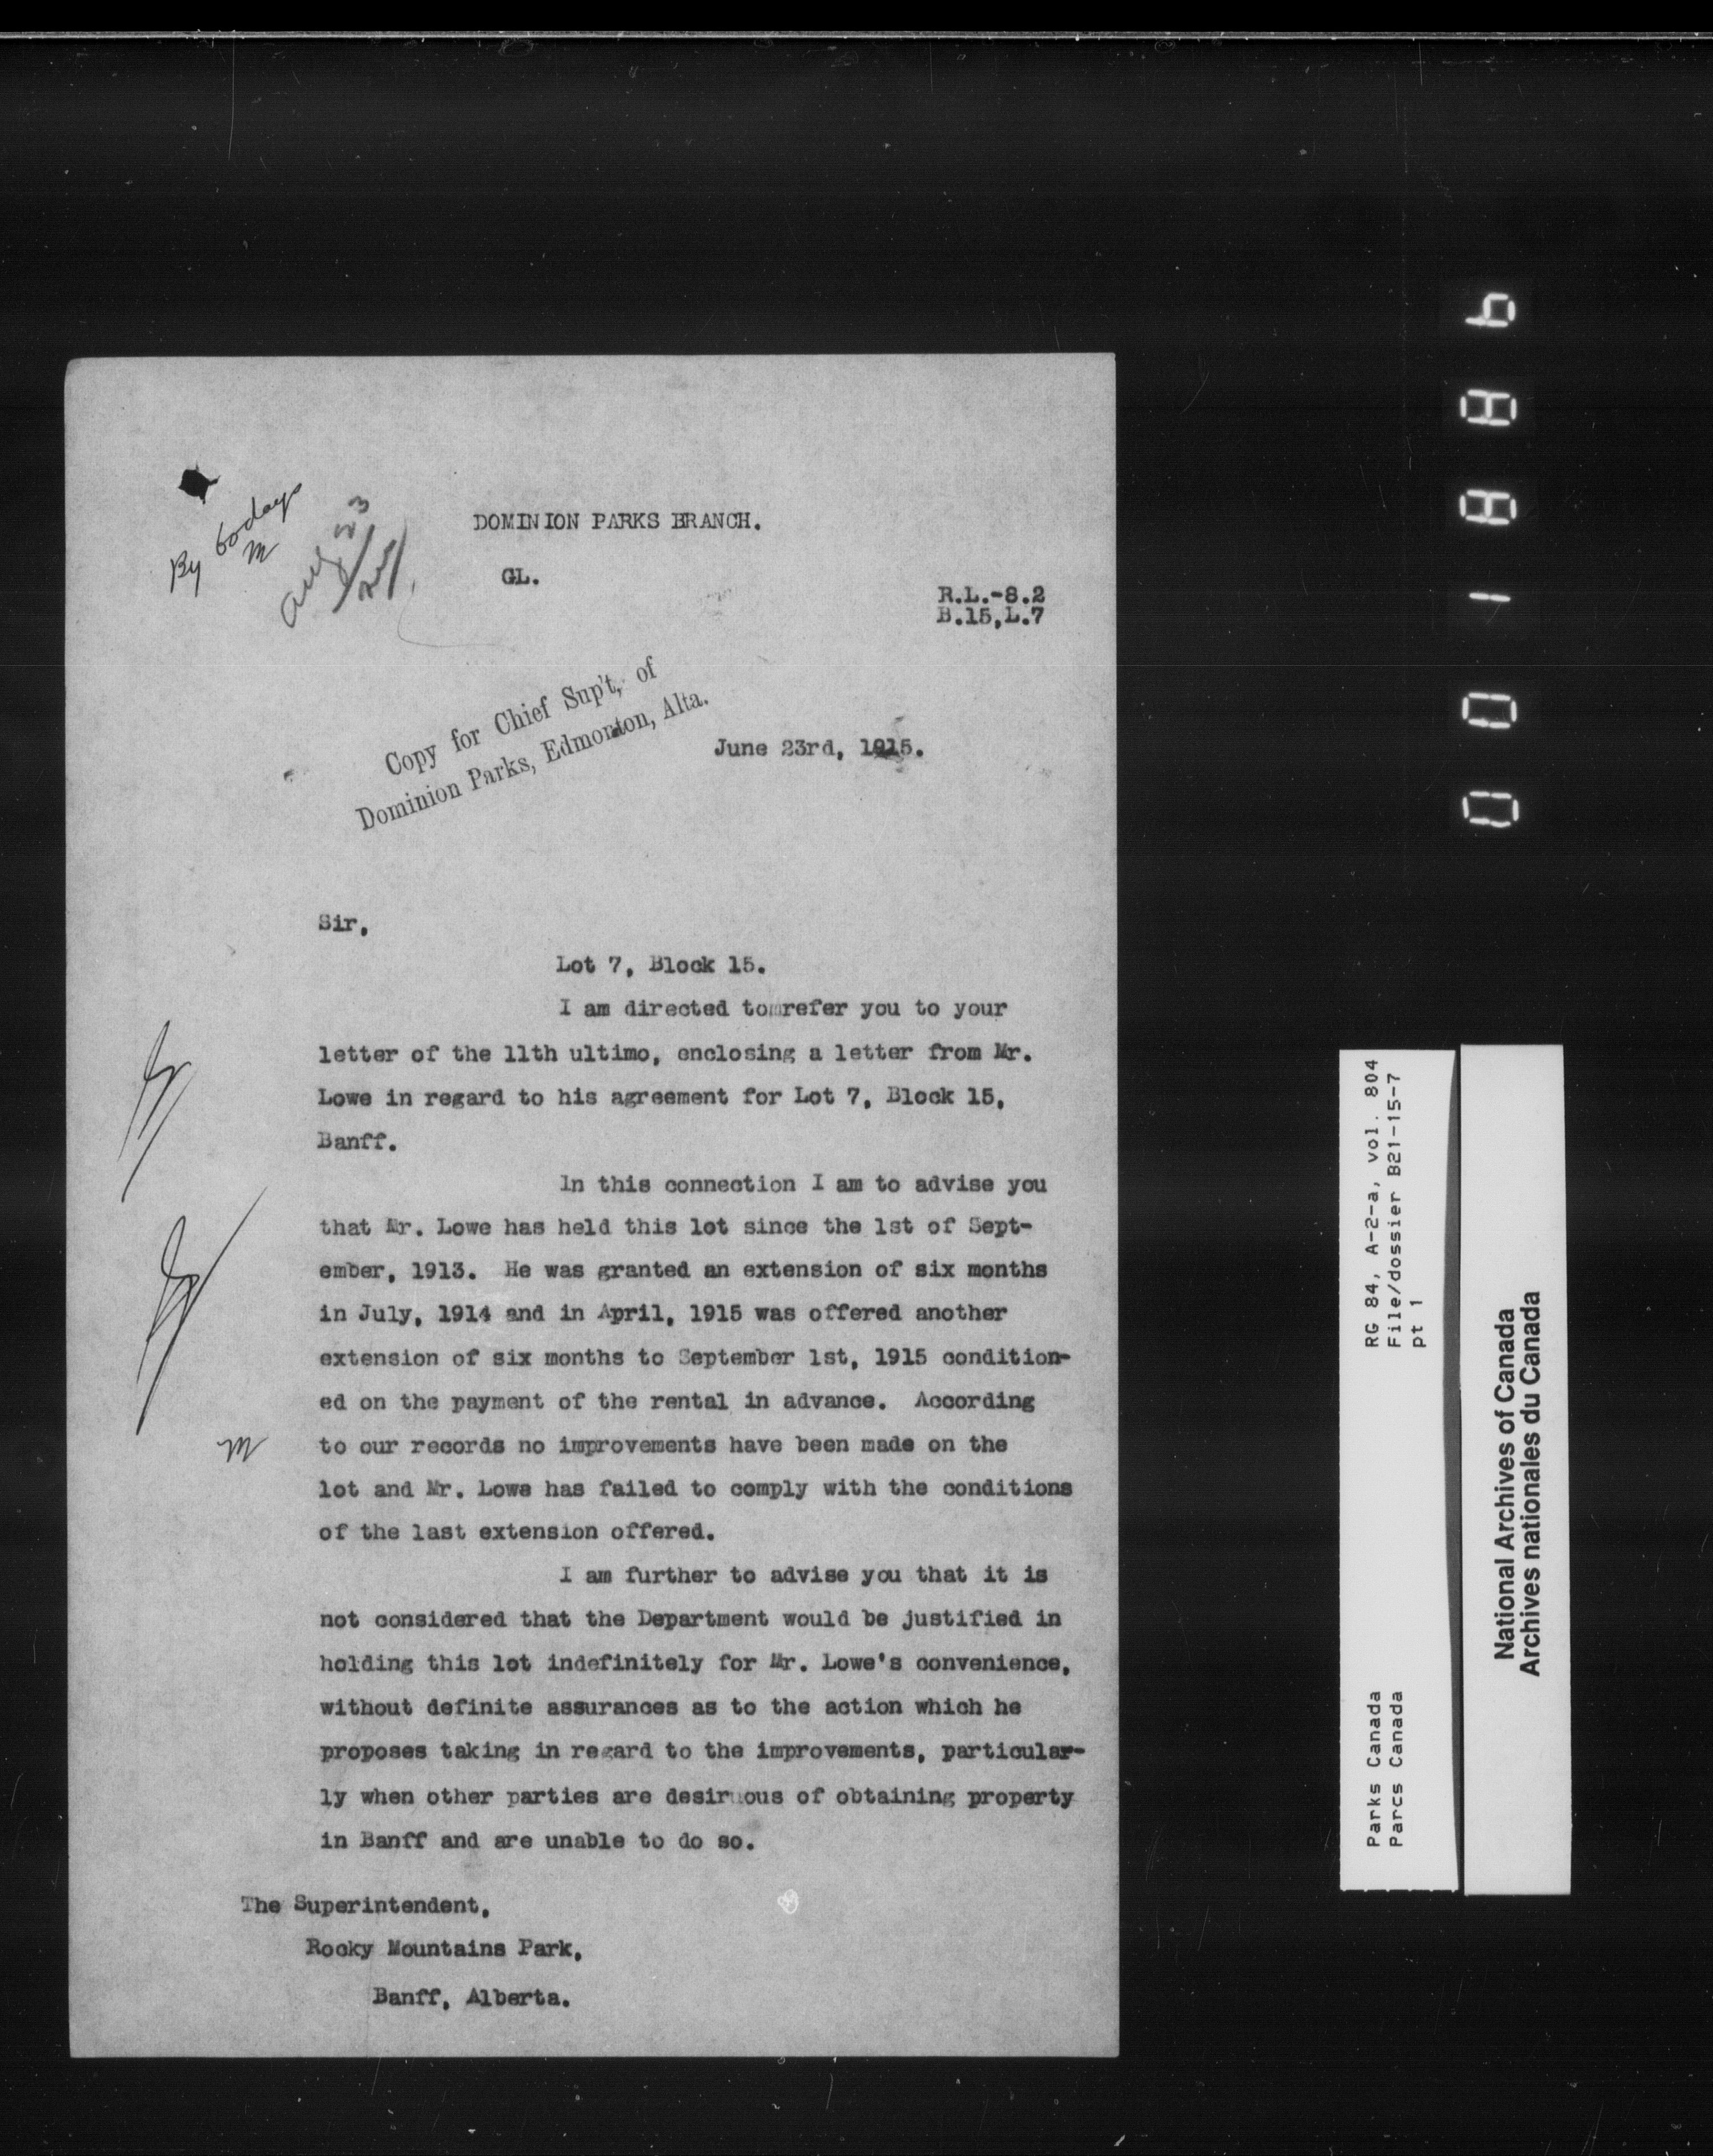 By 60 days
M
Aug 23
DOMINION PARKS BRANCH.
GL.
R.L.-8.2
B.15,L.7
Copy for Chief Sup't, of
Dominion Parks, Edmonton, Alta.
June 23rd, 1915.
Sir,
Lot 7, Block 15.
I am directed to refer you to your
letter of the 11th ultimo, enclosing a letter from Mr.
Lowe in regard to his agreement for Lot 7, Block 15,
Banff.
In this connection I am to advise you
that Mr. Lowe has held this lot since the 1st of Sept-
ember, 1913. He was granted an extension of six months
in July, 1914 and in April, 1915 was offered another
extension of six months to September 1st, 1915 condition-
ed on the payment of the rental in advance. According
M
to our records no improvements have been made on the
lot and Mr. Lowe has failed to comply with the conditions
of the last extension offered.
I am further to advise you that it is
not considered that the Department would be justified in
holding this lot indefinitely for Mr. Lowe's convenience,
without definite assurances as to the action which he
proposes taking in regard to the improvements, particular-
ly when other parties are desirous of obtaining property
in Banff and are unable to do so.
The Superintendent,
Rocky Mountains Park,
Banff, Alberta.
Parks Canada
Parcs Canada
RG 84, A-2-a, vol. 804
File/dossier B21-15-7
pt 1
National Archives of Canada
Archives nationales du Canada